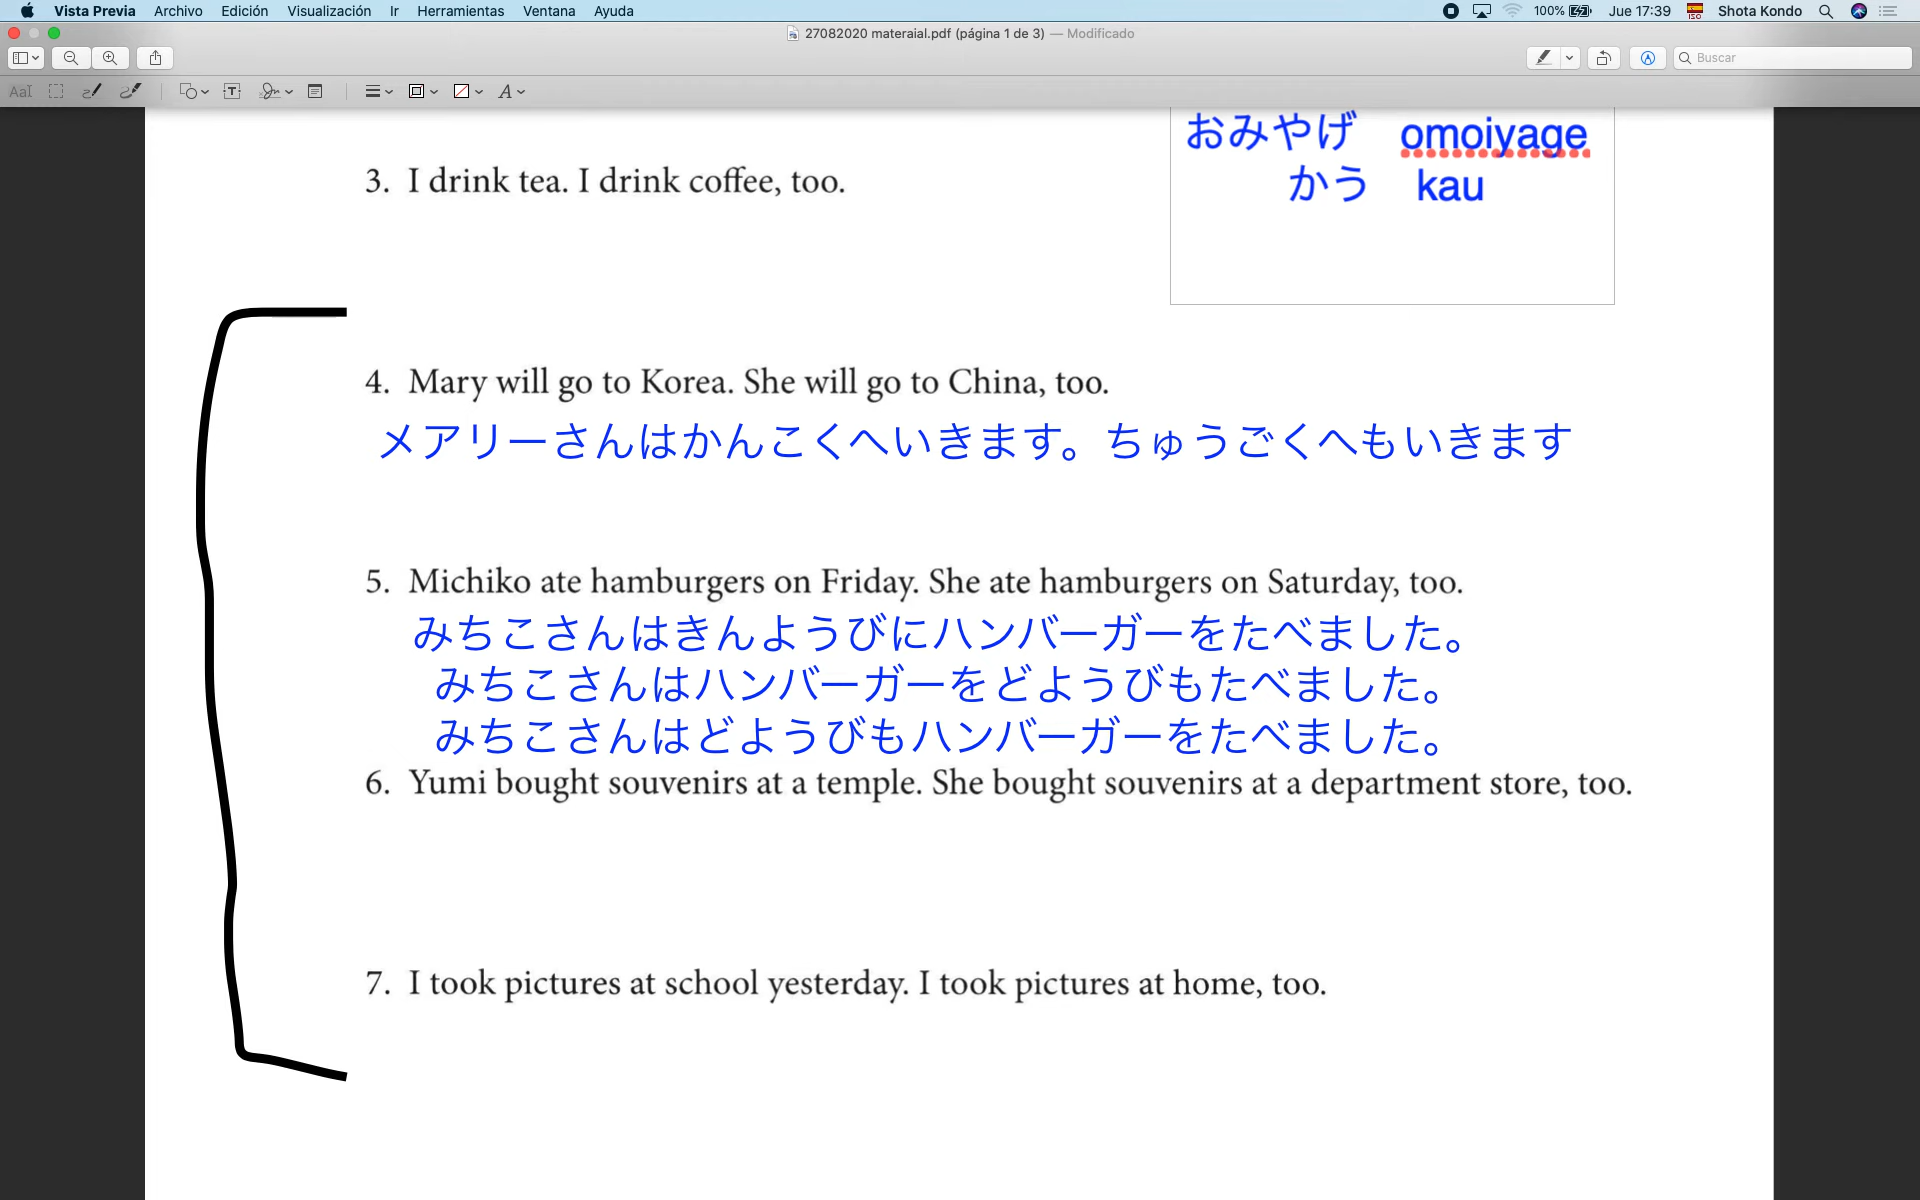 Vista Previa Archivo Edición Visualización Ir Herramientas Ventana Ayuda 100% Jue 17:39 ISO Shota Kondo
27082020 materaial.pdf (página 1 de 3) — Modificado
Buscar
AaI T A
おみやげ omoiyage
かう kau
3. I drink tea. I drink coffee, too.
4. Mary will go to Korea. She will go to China, too.
メアリーさんはかんこくへいきます。ちゅうごくへもいきます
5. Michiko ate hamburgers on Friday. She ate hamburgers on Saturday, too.
みちこさんはきんようびにハンバーガーをたべました。
みちこさんはハンバーガーをどようびもたべました。
みちこさんはどようびもハンバーガーをたべました。
6. Yumi bought souvenirs at a temple. She bought souvenirs at a department store, too.
7. I took pictures at school yesterday. I took pictures at home, too.